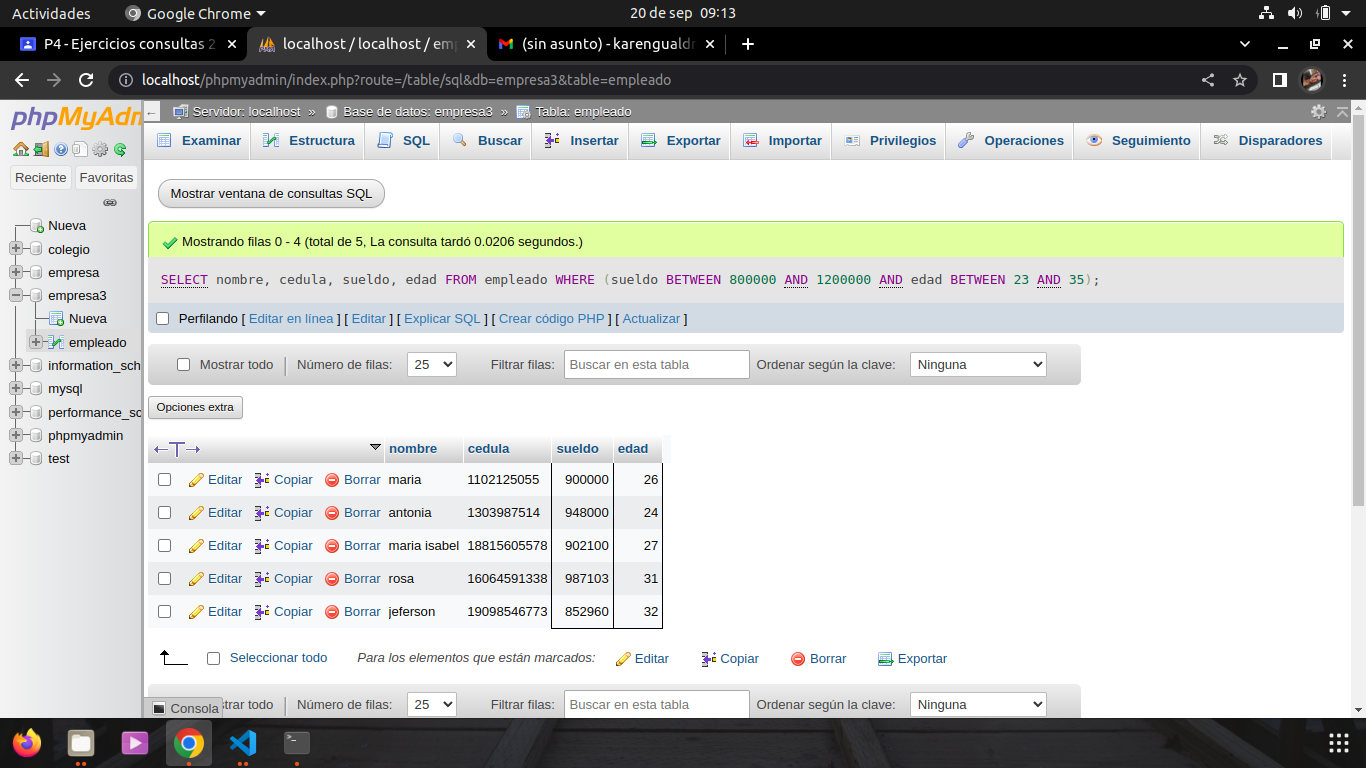 Actividades Google Chrome 20 de sep 09:13
P4 - Ejercicios consultas 2 localhost / localhost / emp (sin asunto) - karengualdr
localhost/phpmyadmin/index.php?route=/table/sql&db=empresa3&table=empleado
phpMyAdm
Reciente Favoritas
Nueva
colegio
empresa
empresa3
Nueva
empleado
information_sch
mysql
performance_sc
phpmyadmin
test
Servidor: localhost » Base de datos: empresa3 » Tabla: empleado
Examinar Estructura SQL Buscar Insertar Exportar Importar Privilegios Operaciones Seguimiento Disparadores
Mostrar ventana de consultas SQL
Mostrando filas 0 - 4 (total de 5, La consulta tardó 0.0206 segundos.)
SELECT nombre, cedula, sueldo, edad FROM empleado WHERE (sueldo BETWEEN 800000 AND 1200000 AND edad BETWEEN 23 AND 35);
Perfilando [ Editar en línea ] [ Editar ] [ Explicar SQL ] [ Crear código PHP ] [ Actualizar ]
Mostrar todo Número de filas: 25 Filtrar filas: Buscar en esta tabla Ordenar según la clave: Ninguna
Opciones extra
←T→ nombre cedula sueldo edad
Editar Copiar Borrar maria 1102125055 900000 26
Editar Copiar Borrar antonia 1303987514 948000 24
Editar Copiar Borrar maria isabel 18815605578 902100 27
Editar Copiar Borrar rosa 16064591338 987103 31
Editar Copiar Borrar jeferson 19098546773 852960 32
Seleccionar todo Para los elementos que están marcados: Editar Copiar Borrar Exportar
strar todo Número de filas: 25 Filtrar filas: Buscar en esta tabla Ordenar según la clave: Ninguna
Consola